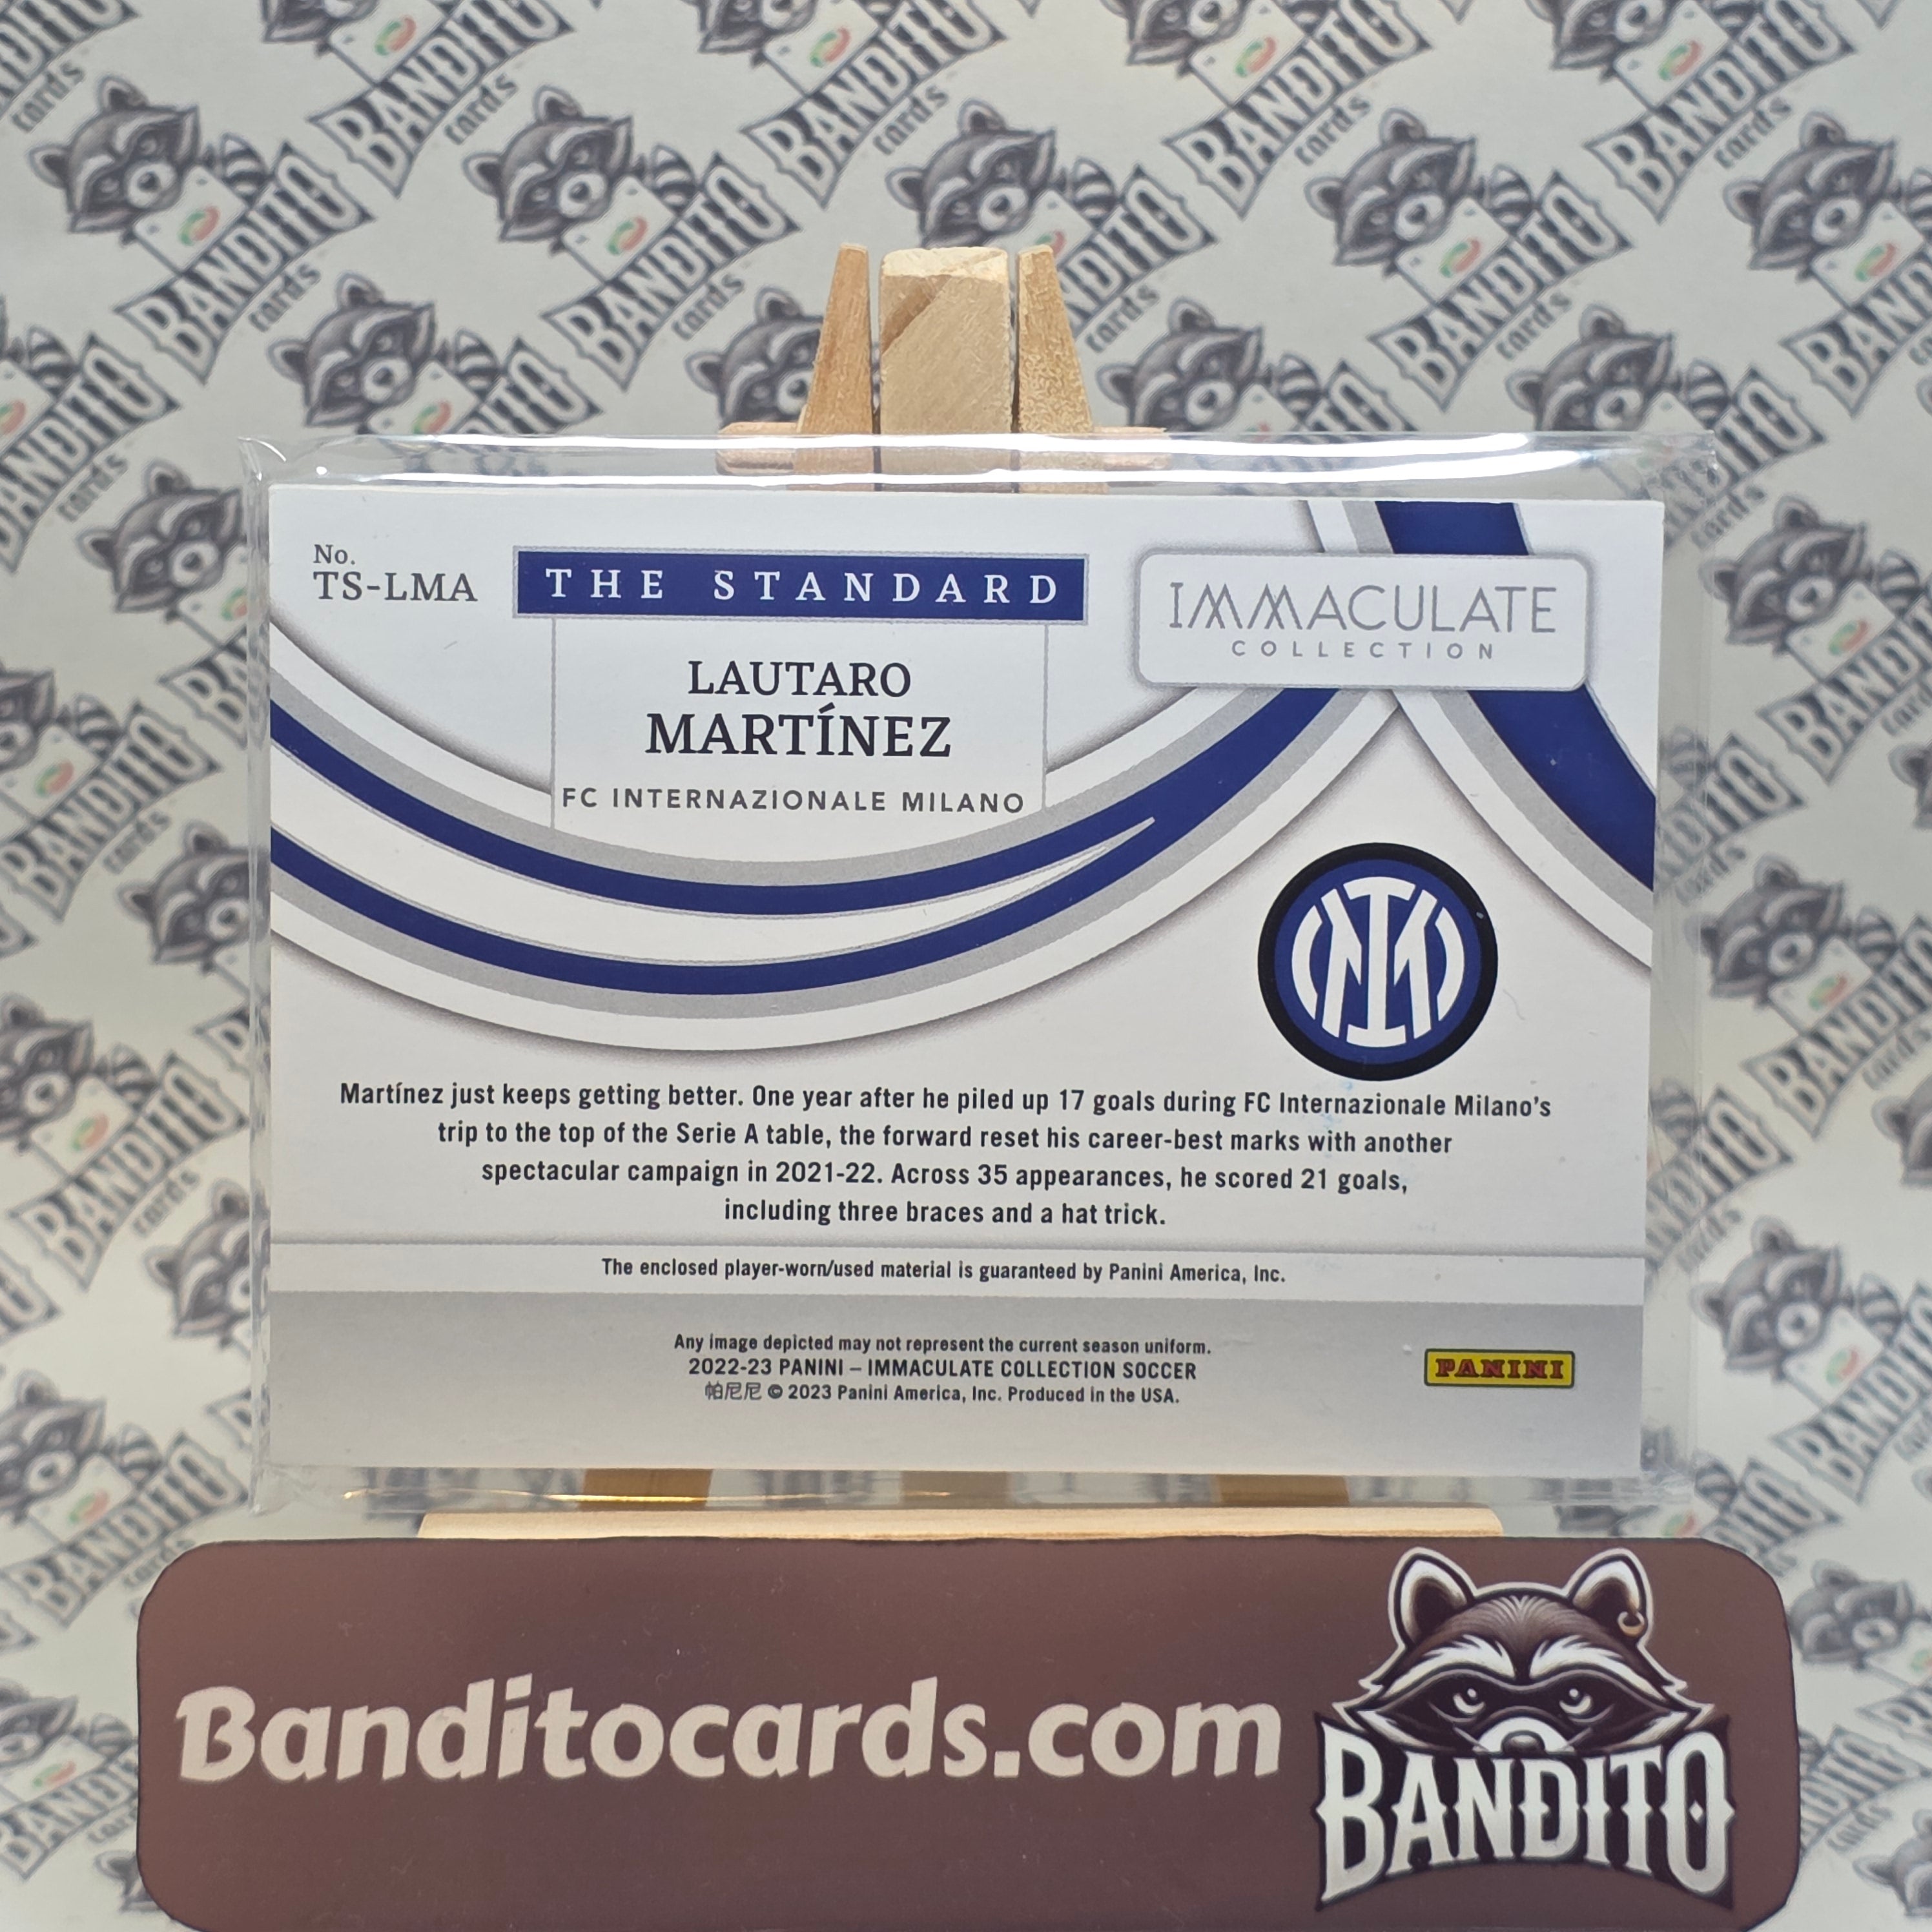 No.
TS-LMA
THE STANDARD
IMMACULATE
COLLECTION
LAUTARO
MARTÍNEZ
FC INTERNAZIONALE MILANO
Martínez just keeps getting better. One year after he piled up 17 goals during FC Internazionale Milano's
trip to the top of the Serie A table, the forward reset his career-best marks with another
spectacular campaign in 2021-22. Across 35 appearances, he scored 21 goals,
including three braces and a hat trick.
The enclosed player-worn/used material is guaranteed by Panini America, Inc.
Any image depicted may not represent the current season uniform.
2022-23 PANINI – IMMACULATE COLLECTION SOCCER
帕尼尼 © 2023 Panini America, Inc. Produced in the USA.
PANINI
Banditocards.com
BANDITO
BANDITO
cards